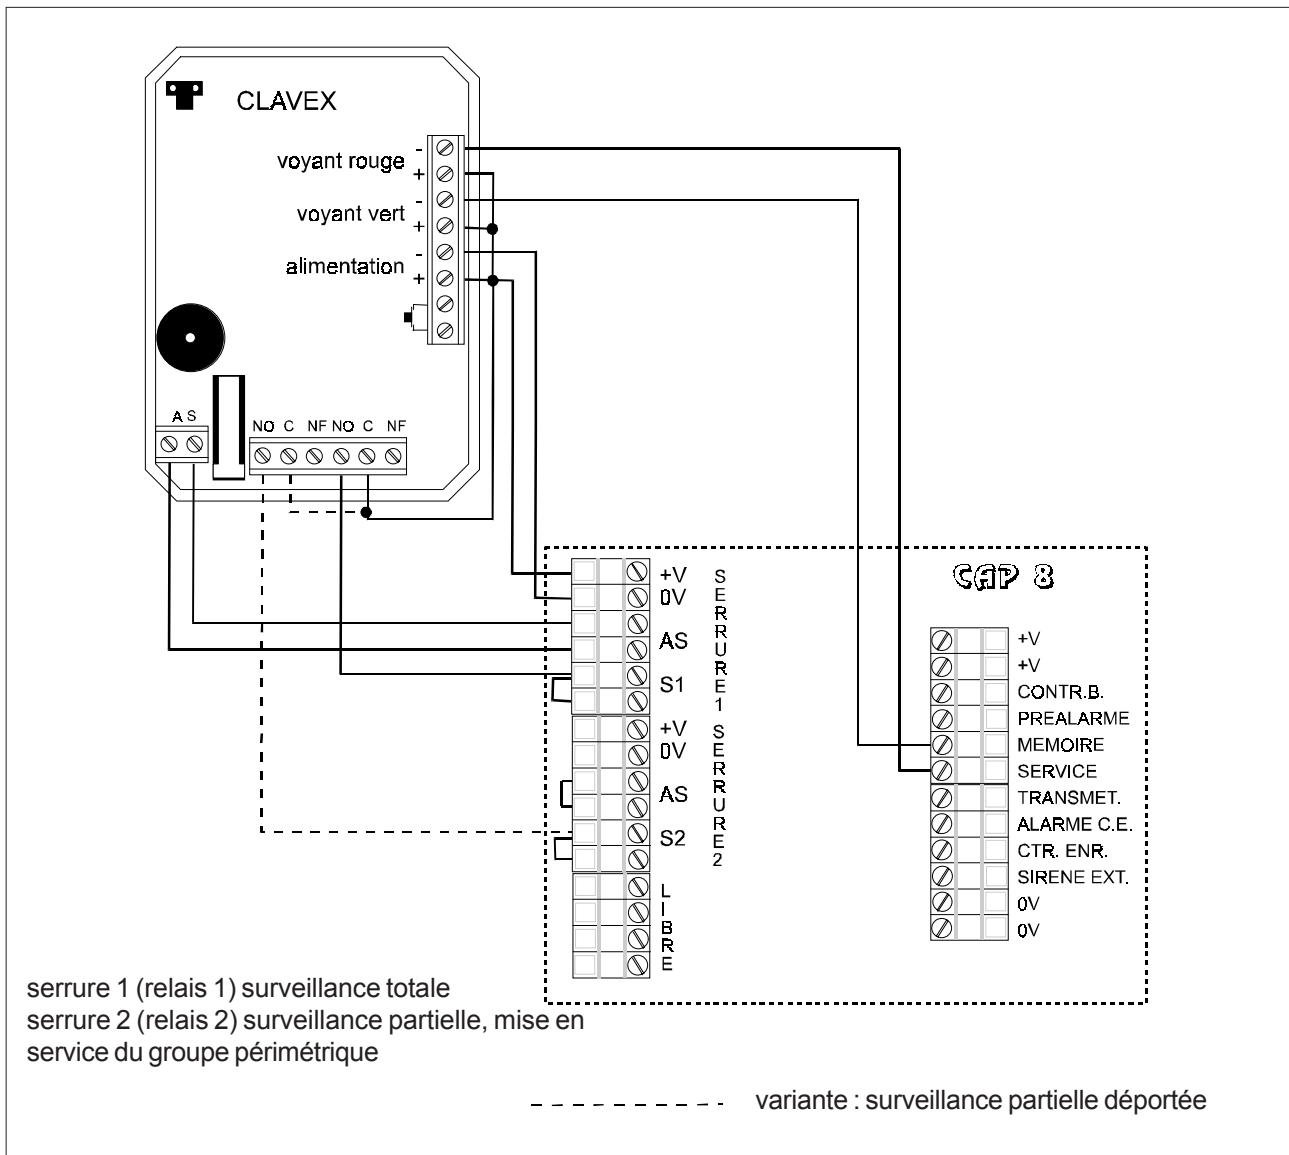 CLAVEX
voyant rouge - +
voyant vert - +
alimentation - +
A S
NO C NF NO C NF
CAP 8
+V
0V
AS
S1
SERRURE1
+V
0V
AS
S2
SERRURE2
LIBRE
+V
+V
CONTR.B.
PREALARME
MEMOIRE
SERVICE
TRANSMET.
ALARME C.E.
CTR. ENR.
SIRENE EXT.
0V
0V
serrure 1 (relais 1) surveillance totale
serrure 2 (relais 2) surveillance partielle, mise en
service du groupe périmétrique
variante : surveillance partielle déportée